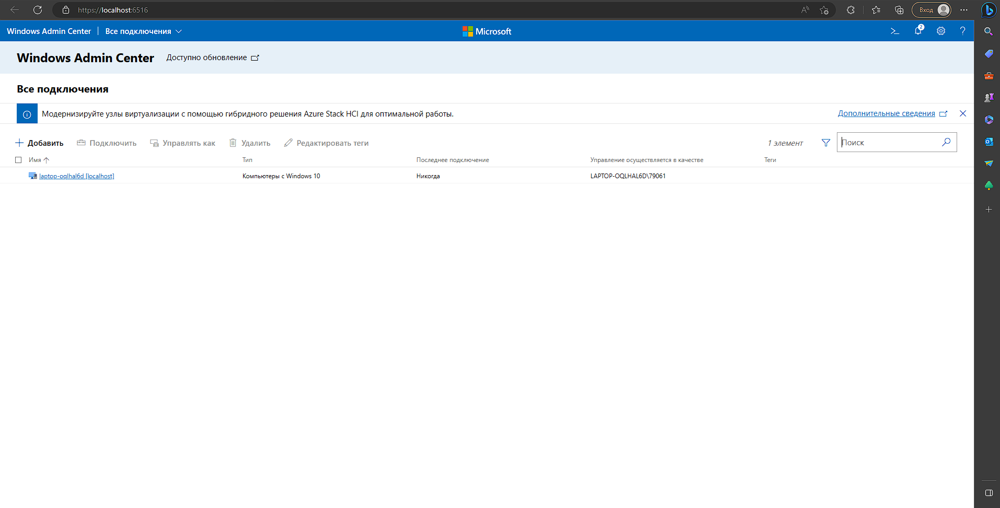 https://localhost:6516
Вход
Windows Admin Center
Все подключения
Microsoft
2
Windows Admin Center
Доступно обновление
Все подключения
Модернизируйте узлы виртуализации с помощью гибридного решения Azure Stack HCI для оптимальной работы.
Дополнительные сведения
Добавить
Подключить
Управлять как
Удалить
Редактировать теги
1 элемент
Поиск
Имя
Тип
Последнее подключение
Управление осуществляется в качестве
Теги
laptop-oqlhal6d [localhost]
Компьютеры с Windows 10
Никогда
LAPTOP-OQLHAL6D\79061